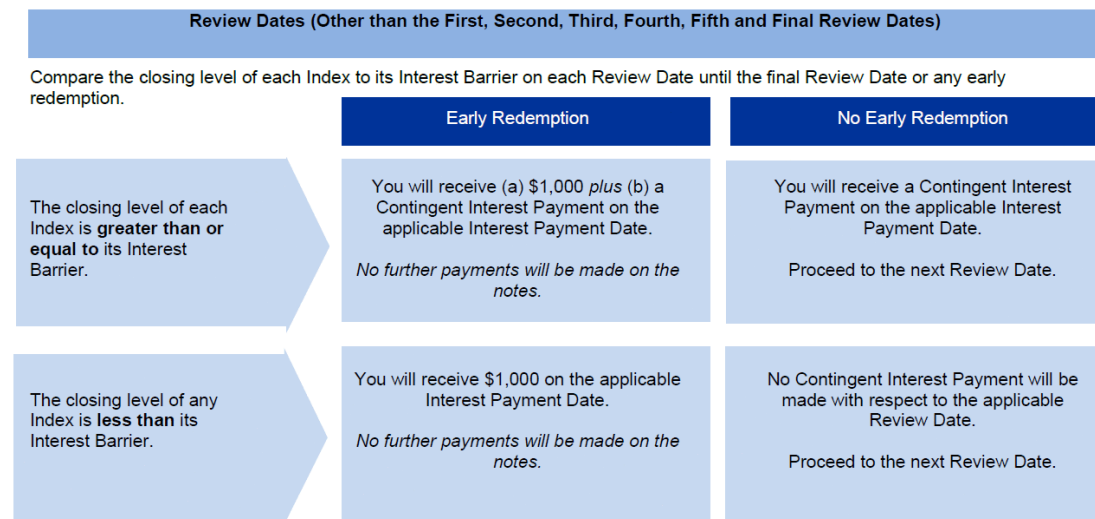 Review Dates (Other than the First, Second, Third, Fourth, Fifth and Final Review Dates)
Compare the closing level of each Index to its Interest Barrier on each Review Date until the final Review Date or any early
redemption.
Early Redemption
No Early Redemption
The closing level of each
Index is greater than or
equal to its Interest
Barrier.
You will receive (a) $1,000 plus (b) a
Contingent Interest Payment on the
applicable Interest Payment Date.
No further payments will be made on the
notes.
You will receive a Contingent Interest
Payment on the applicable Interest
Payment Date.
Proceed to the next Review Date.
The closing level of any
Index is less than its
Interest Barrier.
You will receive $1,000 on the applicable
Interest Payment Date.
No further payments will be made on the
notes.
No Contingent Interest Payment will be
made with respect to the applicable
Review Date.
Proceed to the next Review Date.